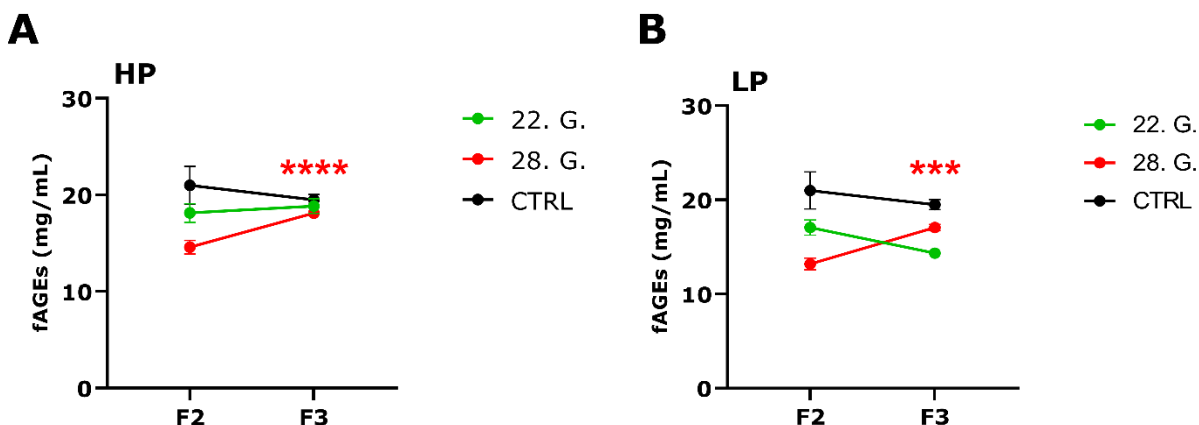 A
HP
fAGEs (mg/mL)
30
20
10
0
F2
F3
****
22. G.
28. G.
CTRL
B
LP
fAGEs (mg/mL)
30
20
10
0
F2
F3
***
22. G.
28. G.
CTRL